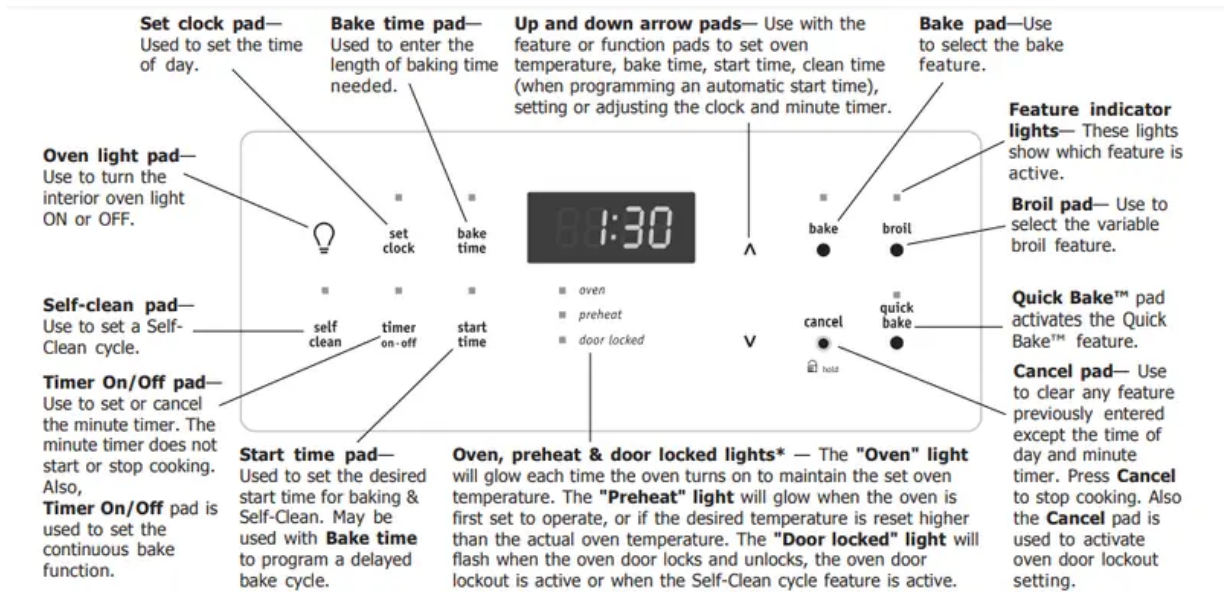 Set clock pad—
Used to set the time
of day.
Bake time pad—
Used to enter the
length of baking time
needed.
Up and down arrow pads— Use with the
feature or function pads to set oven
temperature, bake time, start time, clean time
(when programming an automatic start time),
setting or adjusting the clock and minute timer.
Bake pad—Use
to select the bake
feature.
Feature indicator
lights— These lights
show which feature is
active.
Oven light pad—
Use to turn the
interior oven light
ON or OFF.
Broil pad— Use to
select the variable
broil feature.
set
clock
bake
time
1:30
bake
broil
oven
preheat
door locked
self
clean
timer
on-off
start
time
cancel
hold
quick
bake
Self-clean pad—
Use to set a Self-
Clean cycle.
Quick Bake™ pad
activates the Quick
Bake™ feature.
Timer On/Off pad—
Use to set or cancel
the minute timer. The
minute timer does not
start or stop cooking.
Also,
Timer On/Off pad is
used to set the
continuous bake
function.
Start time pad—
Used to set the desired
start time for baking &
Self-Clean. May be
used with Bake time
to program a delayed
bake cycle.
Oven, preheat & door locked lights* — The "Oven" light
will glow each time the oven turns on to maintain the set oven
temperature. The "Preheat" light will glow when the oven is
first set to operate, or if the desired temperature is reset higher
than the actual oven temperature. The "Door locked" light will
flash when the oven door locks and unlocks, the oven door
lockout is active or when the Self-Clean cycle feature is active.
Cancel pad— Use
to clear any feature
previously entered
except the time of
day and minute
timer. Press Cancel
to stop cooking. Also
the Cancel pad is
used to activate
oven door lockout
setting.